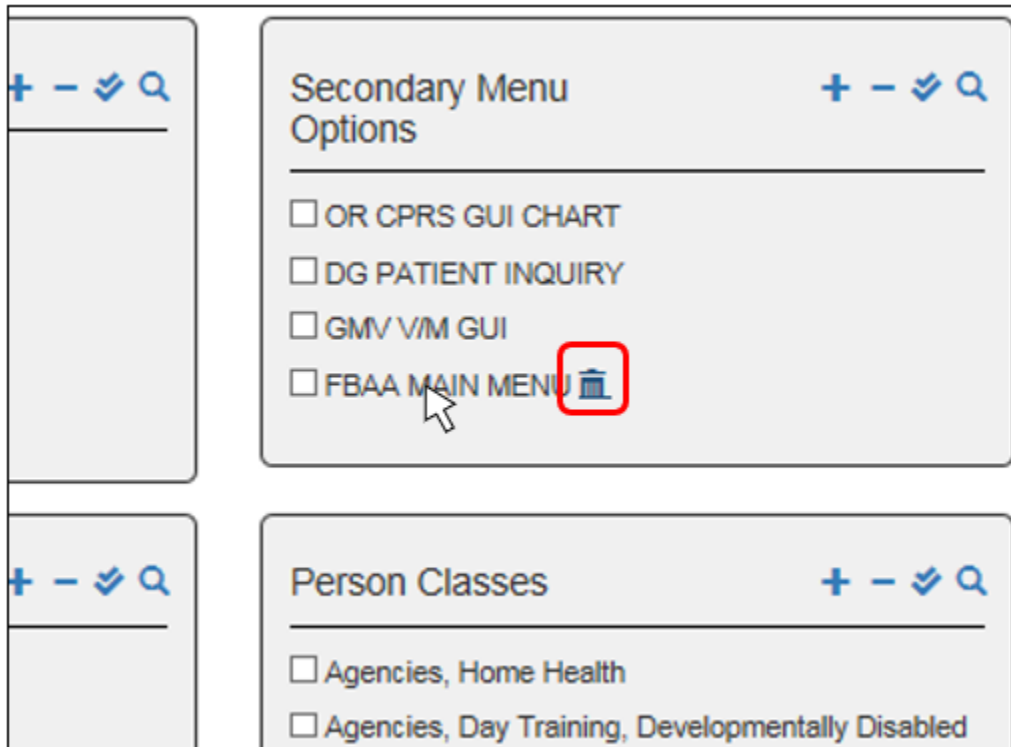 Secondary Menu
Options
OR CPRS GUI CHART
DG PATIENT INQUIRY
GMV V/M GUI
FBAA MAIN MENU
Person Classes
Agencies, Home Health
Agencies, Day Training, Developmentally Disabled